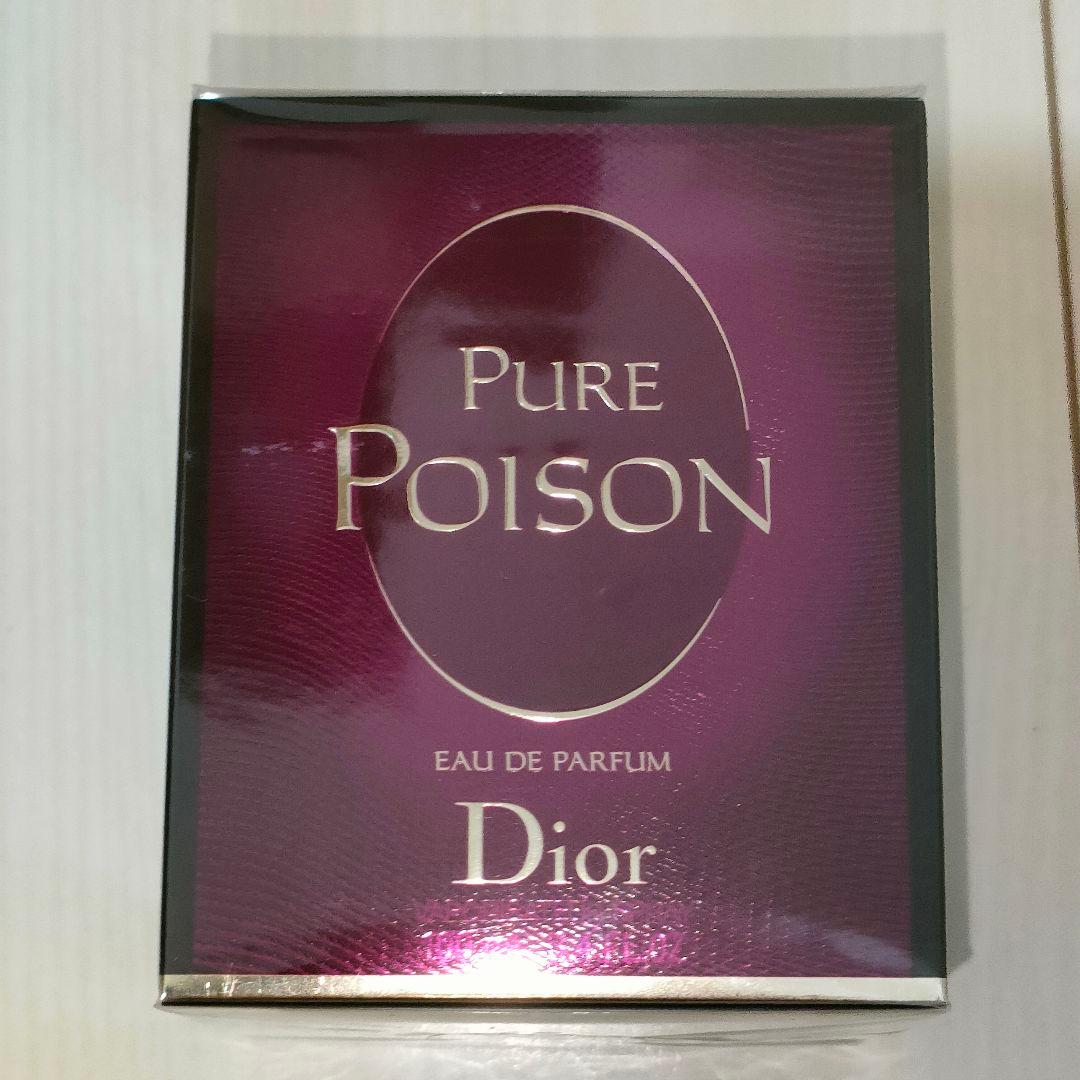 PURE
POISON
EAU DE PARFUM
Dior